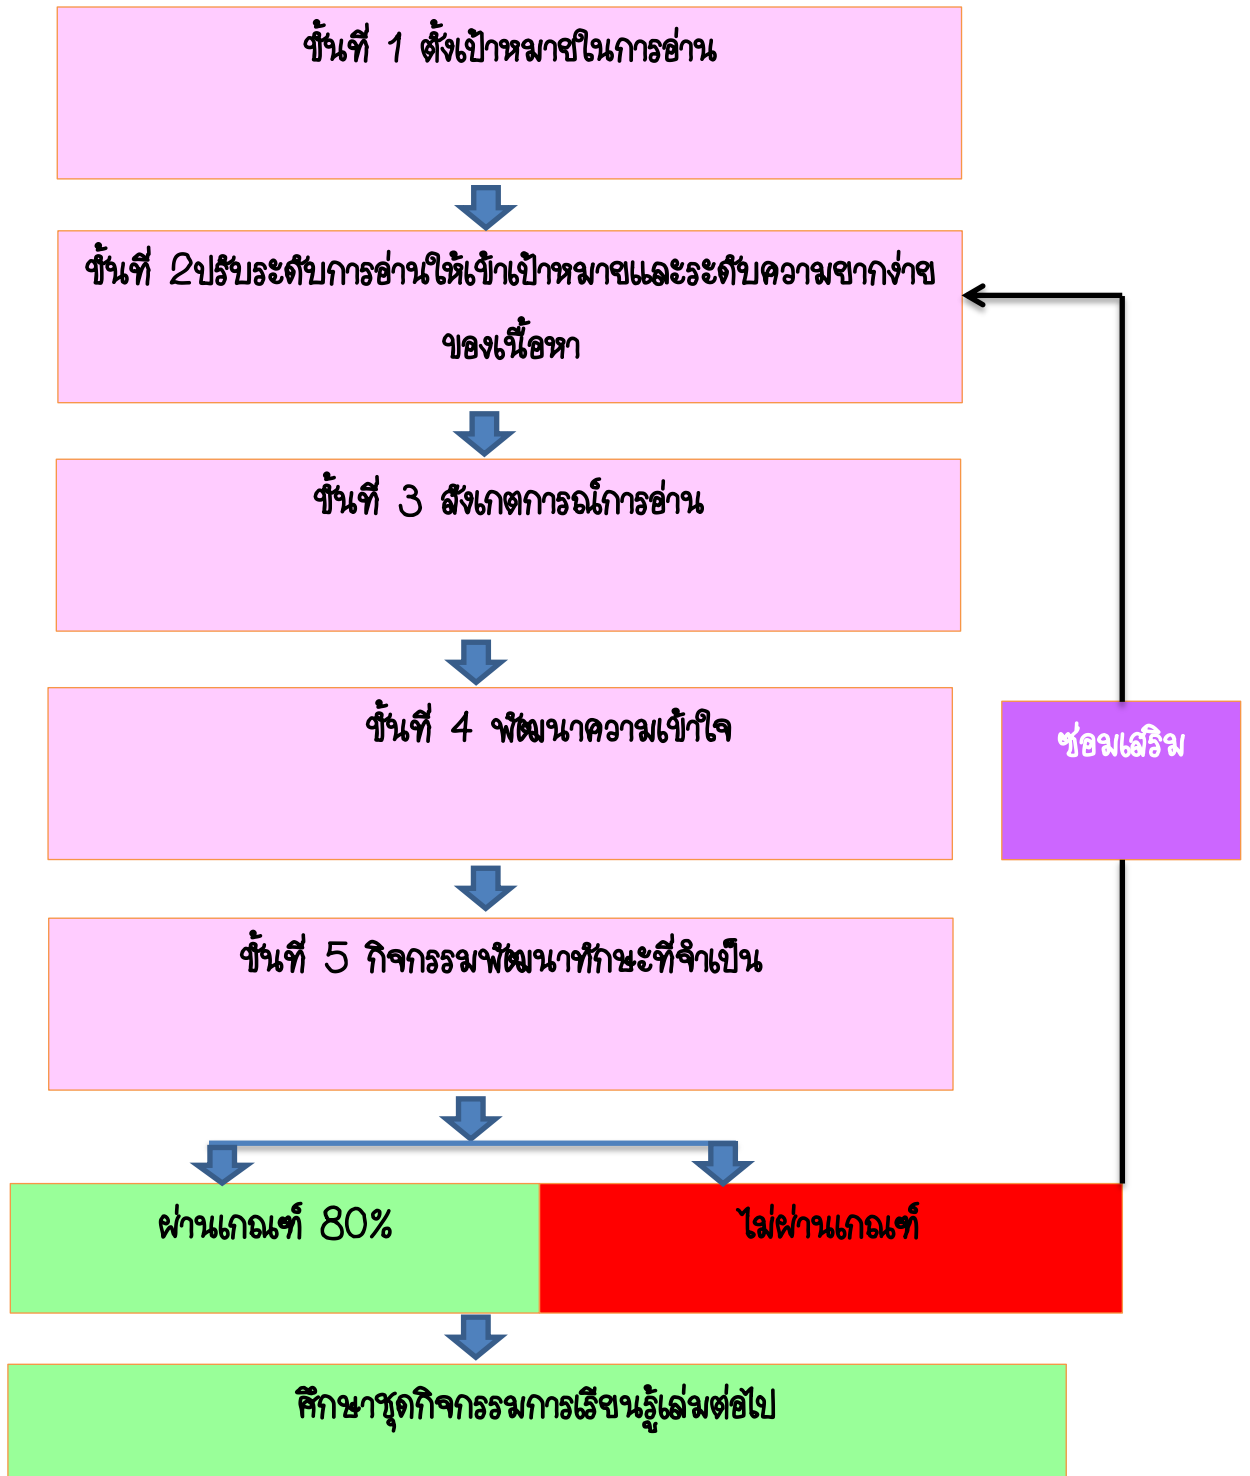 ขั้นที่ 1 ตั้งเป้าหมายในการอ่าน
ขั้นที่ 2ปรับระดับการอ่านให้เข้าเป้าหมายและระดับความยากง่าย
ของเนื้อหา
ขั้นที่ 3 สังเกตการณ์การอ่าน
ขั้นที่ 4 พัฒนาความเข้าใจ
ซ่อมเสริม
ขั้นที่ 5 กิจกรรมพัฒนาทักษะที่จำเป็น
ผ่านเกณฑ์ 80%
ไม่ผ่านเกณฑ์
ศึกษาชุดกิจกรรมการเรียนรู้เล่มต่อไป